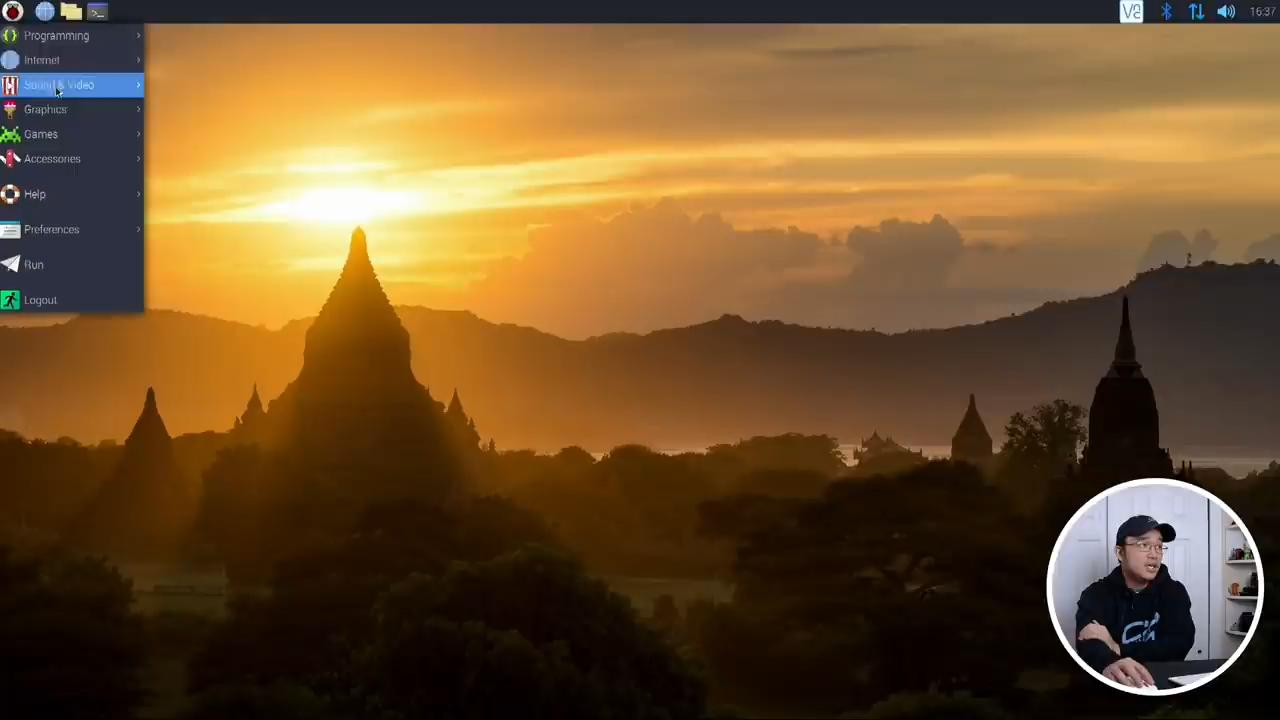 16:37
Programming
Internet
Sound & Video
Graphics
Games
Accessories
Help
Preferences
Run
Logout